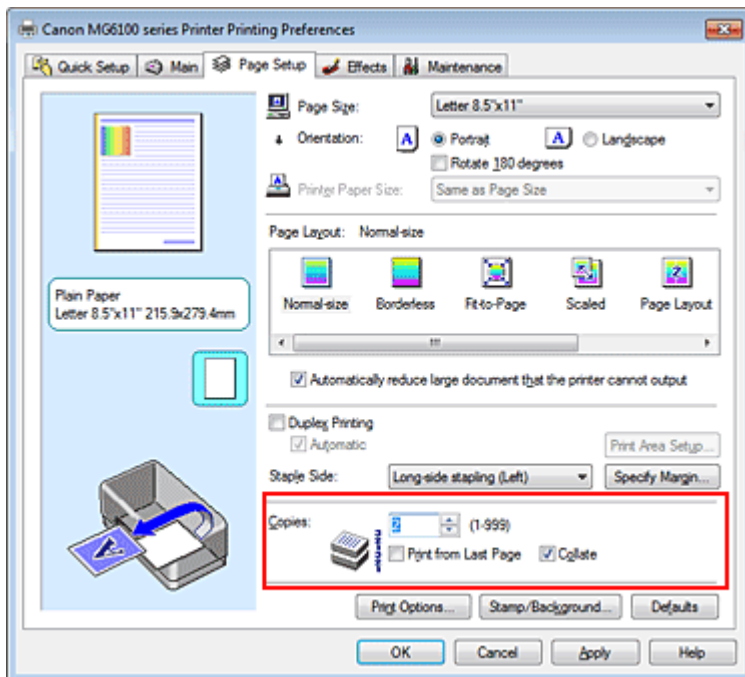 Canon MG6100 series Printer Printing Preferences
Quick Setup Main Page Setup Effects Maintenance
Page Size: Letter 8.5"x11"
Orientation: A Portrait A Landscape
Rotate 180 degrees
Printer Paper Size: Same as Page Size
Page Layout: Normal-size
Normal-size Borderless Fit-to-Page Scaled Page Layout
Plain Paper
Letter 8.5"x11" 215.9x279.4mm
Automatically reduce large document that the printer cannot output
Duplex Printing
Automatic Print Area Setup...
Staple Side: Long-side stapling (Left) Specify Margin...
Copies: 2 (1-999)
Print from Last Page Collate
Print Options... Stamp/Background... Defaults
OK Cancel Apply Help